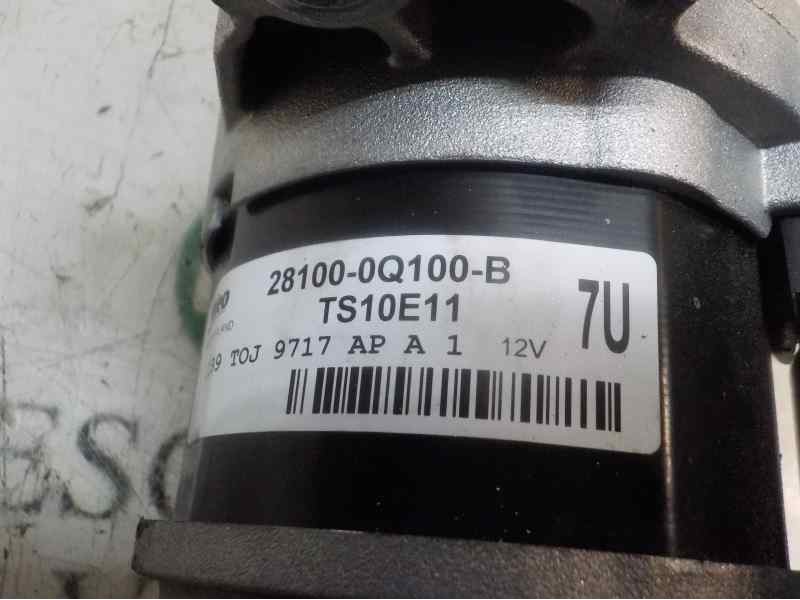 28100-0Q100-B
TS10E11
7U
TOJ 9717 AP A 1 12V